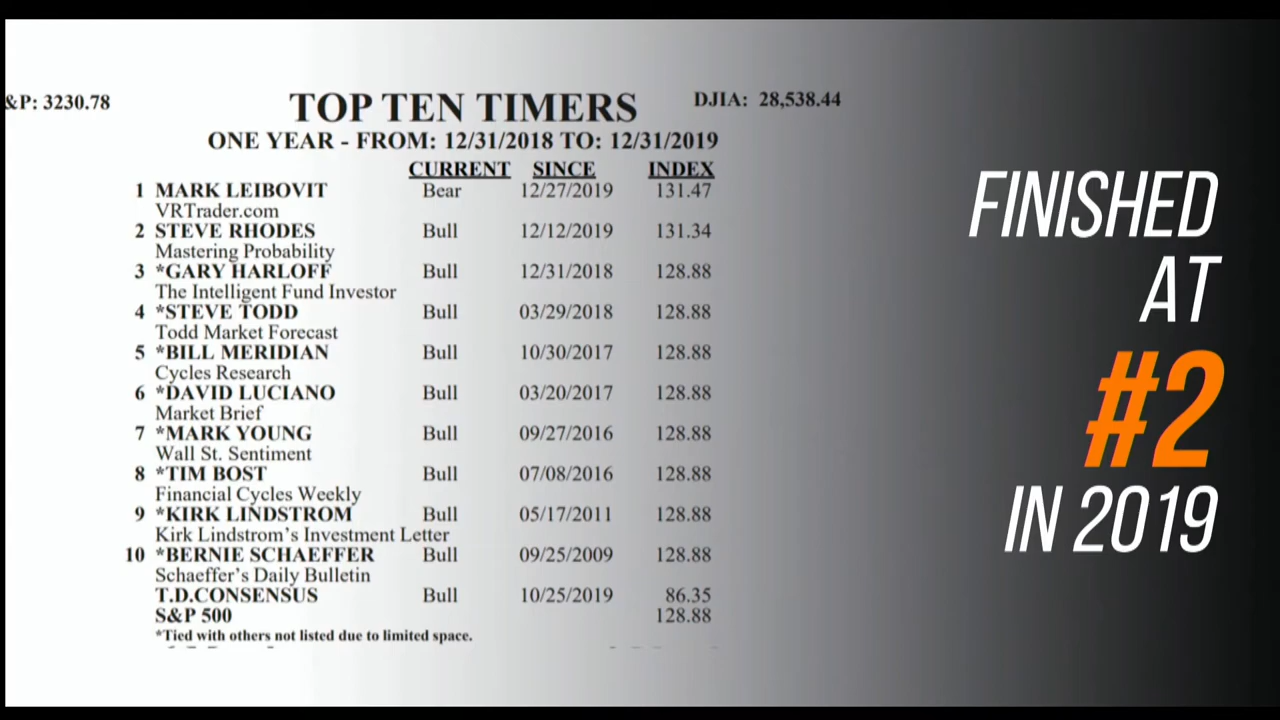 &P: 3230.78
TOP TEN TIMERS
DJIA: 28,538.44
ONE YEAR - FROM: 12/31/2018 TO: 12/31/2019
CURRENT SINCE INDEX
1 MARK LEIBOVIT Bear 12/27/2019 131.47
VRTrader.com
2 STEVE RHODES Bull 12/12/2019 131.34
Mastering Probability
3 *GARY HARLOFF Bull 12/31/2018 128.88
The Intelligent Fund Investor
4 *STEVE TODD Bull 03/29/2018 128.88
Todd Market Forecast
5 *BILL MERIDIAN Bull 10/30/2017 128.88
Cycles Research
6 *DAVID LUCIANO Bull 03/20/2017 128.88
Market Brief
7 *MARK YOUNG Bull 09/27/2016 128.88
Wall St. Sentiment
8 *TIM BOST Bull 07/08/2016 128.88
Financial Cycles Weekly
9 *KIRK LINDSTROM Bull 05/17/2011 128.88
Kirk Lindstrom's Investment Letter
10 *BERNIE SCHAEFFER Bull 09/25/2009 128.88
Schaeffer's Daily Bulletin
T.D.CONSENSUS Bull 10/25/2019 86.35
S&P 500 128.88
*Tied with others not listed due to limited space.
FINISHED
AT
#2
IN 2019